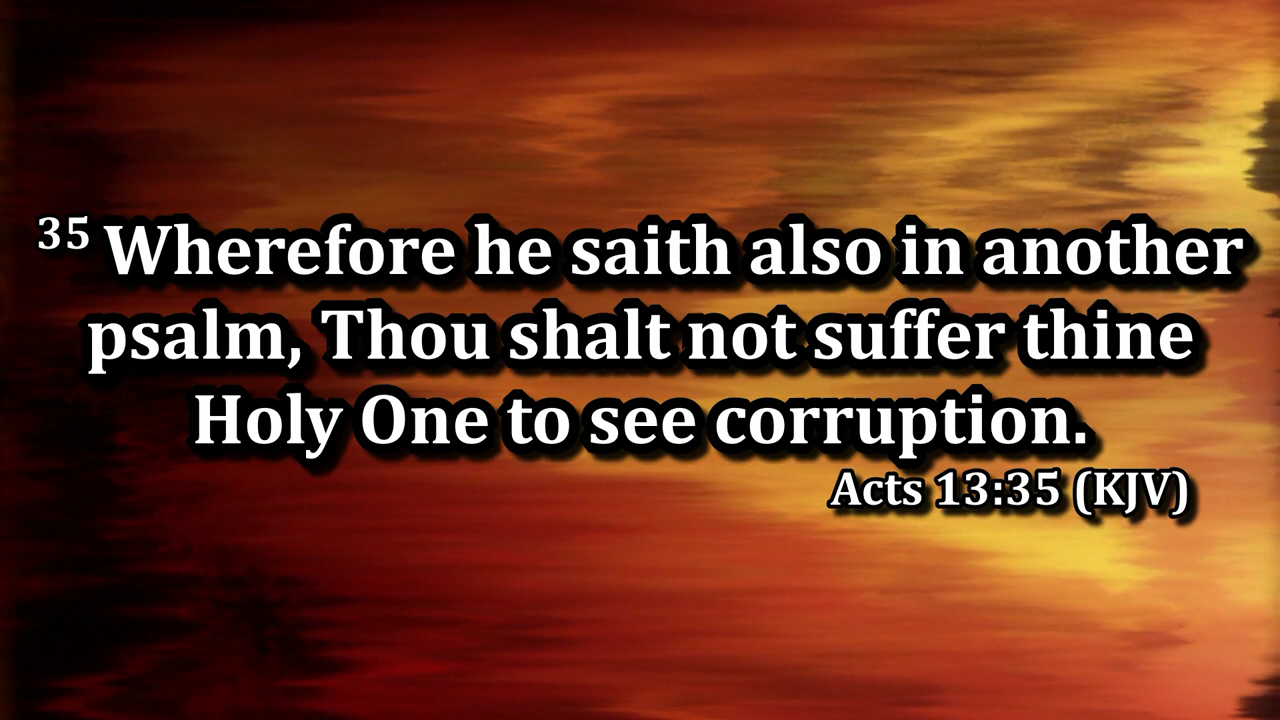 35 Wherefore he saith also in another
psalm, Thou shalt not suffer thine
Holy One to see corruption.
Acts 13:35 (KJV)